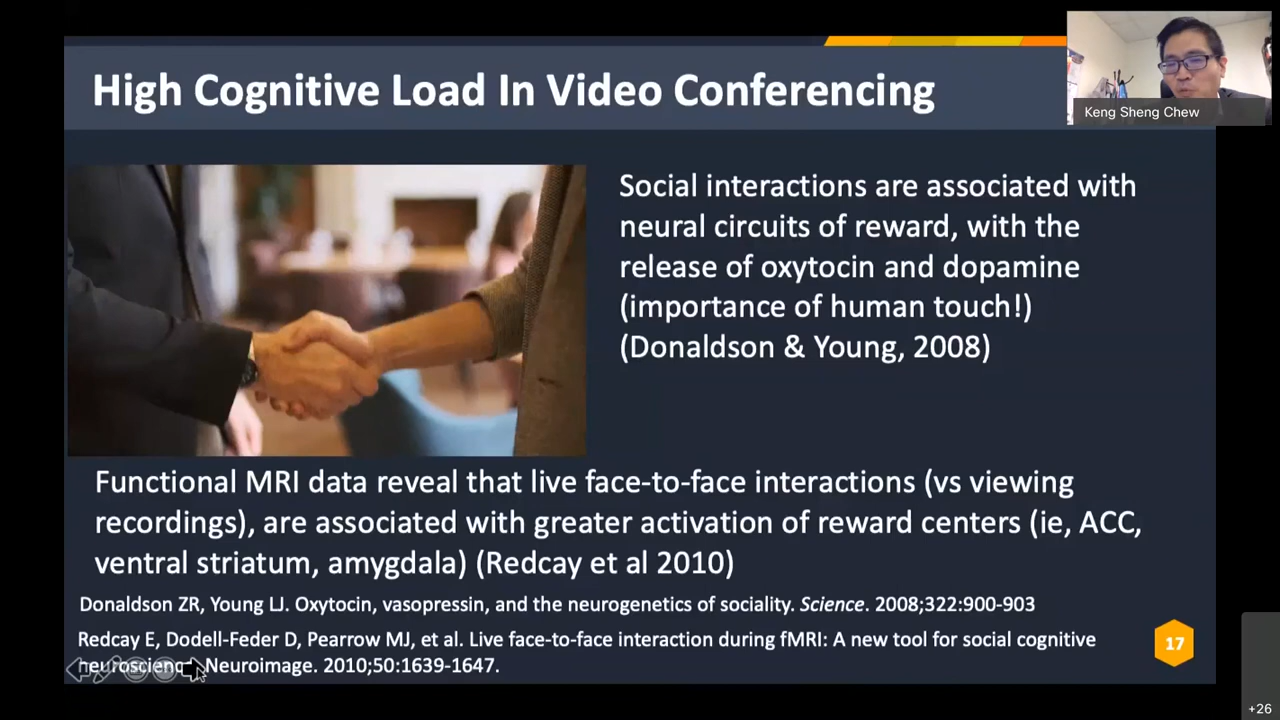 High Cognitive Load In Video Conferencing
Keng Sheng Chew
Social interactions are associated with
neural circuits of reward, with the
release of oxytocin and dopamine
(importance of human touch!)
(Donaldson & Young, 2008)
Functional MRI data reveal that live face-to-face interactions (vs viewing
recordings), are associated with greater activation of reward centers (ie, ACC,
ventral striatum, amygdala) (Redcay et al 2010)
Donaldson ZR, Young LJ. Oxytocin, vasopressin, and the neurogenetics of sociality. Science. 2008;322:900-903
Redcay E, Dodell-Feder D, Pearrow MJ, et al. Live face-to-face interaction during fMRI: A new tool for social cognitive
neuroscience. Neuroimage. 2010;50:1639-1647.
17
+26